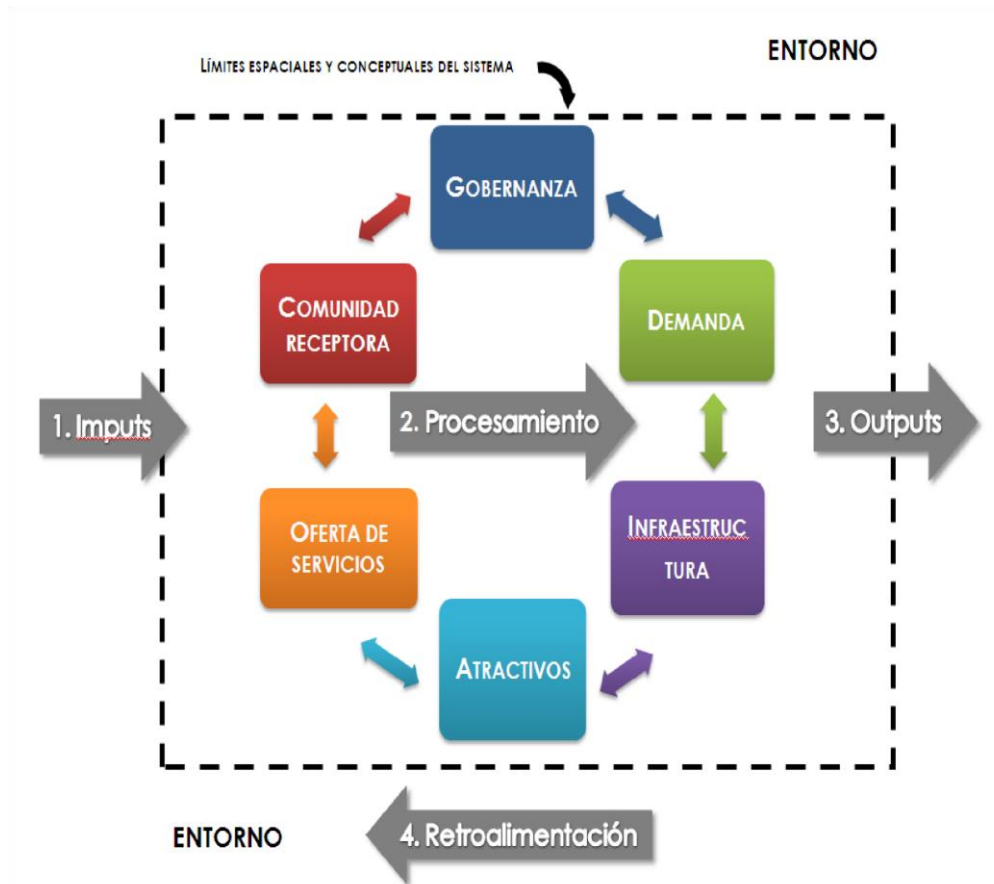 ENTORNO
LÍMITES ESPACIALES Y CONCEPTUALES DEL SISTEMA
GOBERNANZA
COMUNIDAD
RECEPTORA
DEMANDA
1. Imputs
2. Procesamiento
3. Outputs
OFERTA DE
SERVICIOS
INFRAESTRUC
TURA
ATRACTIVOS
ENTORNO
4. Retroalimentación